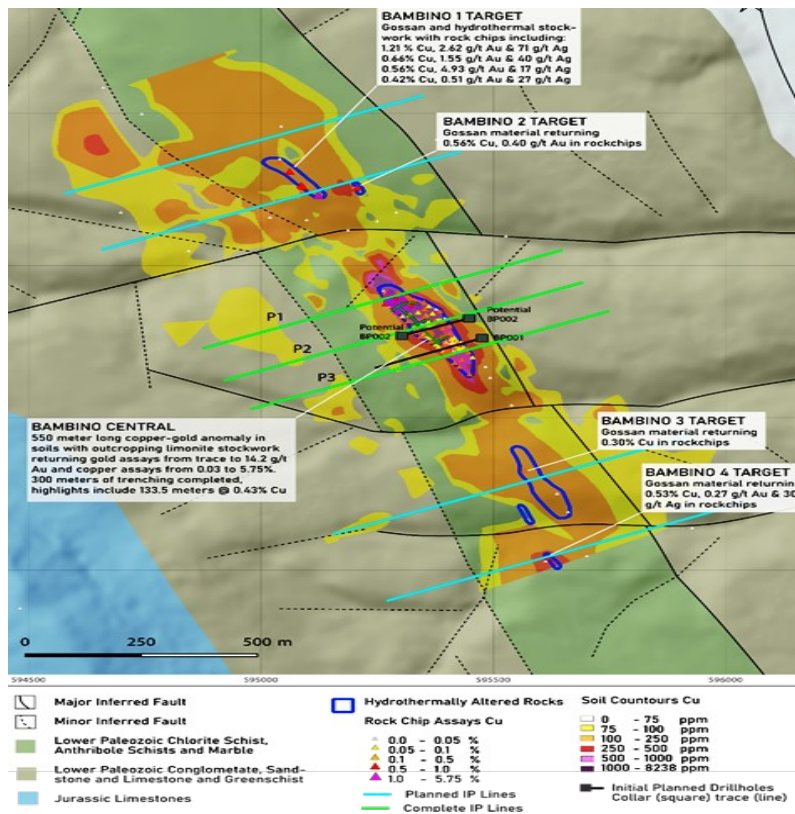 BAMBINO 1 TARGET
Gossan and hydrothermal stock-
work with rock chips including:
1.21 % Cu, 2.62 g/t Au & 71 g/t Ag
0.66% Cu, 1.55 g/t Au & 40 g/t Ag
0.56% Cu, 4.93 g/t Au & 17 g/t Ag
0.42% Cu, 0.51 g/t Au & 27 g/t Ag
BAMBINO 2 TARGET
Gossan material returning
0.56% Cu, 0.40 g/t Au in rockchips
P1
P2
P3
Potential
BP002
Potential
BP002
BP001
BAMBINO CENTRAL
550 meter long copper-gold anomaly in
soils with outcropping limonite stockwork
returning gold assays from trace to 14.2 g/t
Au and copper assays from 0.03 to 5.75%.
300 meters of trenching completed,
highlights include 133.5 meters @ 0.43% Cu
BAMBINO 3 TARGET
Gossan material returning
0.30% Cu in rockchips
BAMBINO 4 TARGET
Gossan material returning
0.53% Cu, 0.27 g/t Au & 30
g/t Ag in rockchips
0 250 500 m
594500 595000 595500 596000
Major Inferred Fault
Minor Inferred Fault
Lower Paleozoic Chlorite Schist,
Anthribole Schists and Marble
Lower Paleozoic Conglometate, Sand-
stone and Limestone and Greenschist
Jurassic Limestones
Hydrothermally Altered Rocks
Rock Chip Assays Cu
0.0 - 0.05 %
0.05 - 0.1 %
0.1 - 0.5 %
0.5 - 1.0 %
1.0 - 5.75 %
Planned IP Lines
Complete IP Lines
Soil Countours Cu
0 - 75 ppm
75 - 100 ppm
100 - 250 ppm
250 - 500 ppm
500 - 1000 ppm
1000 - 8238 ppm
Initial Planned Drillholes
Collar (square) trace (line)